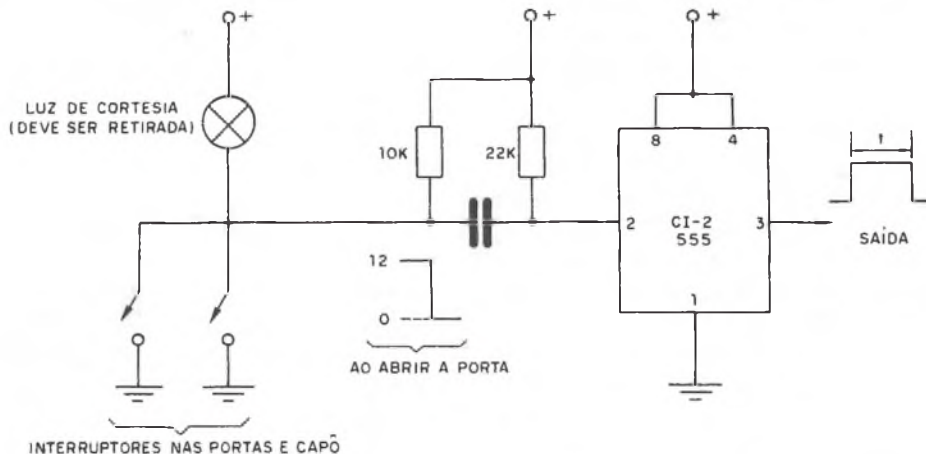 +
+
+
LUZ DE CORTESIA
(DEVE SER RETIRADA)
10K
22K
8
4
t
2
CI-2
555
3
SAÍDA
12
0
1
AO ABRIR A PORTA
INTERRUPTORES NAS PORTAS E CAPÔ